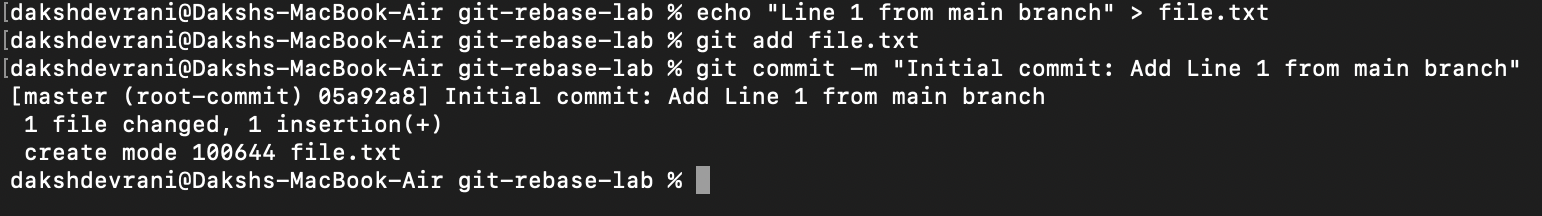 [dakshdevrani@Dakshs-MacBook-Air git-rebase-lab % echo "Line 1 from main branch" > file.txt
[dakshdevrani@Dakshs-MacBook-Air git-rebase-lab % git add file.txt
[dakshdevrani@Dakshs-MacBook-Air git-rebase-lab % git commit -m "Initial commit: Add Line 1 from main branch"
[master (root-commit) 05a92a8] Initial commit: Add Line 1 from main branch
 1 file changed, 1 insertion(+)
 create mode 100644 file.txt
dakshdevrani@Dakshs-MacBook-Air git-rebase-lab %